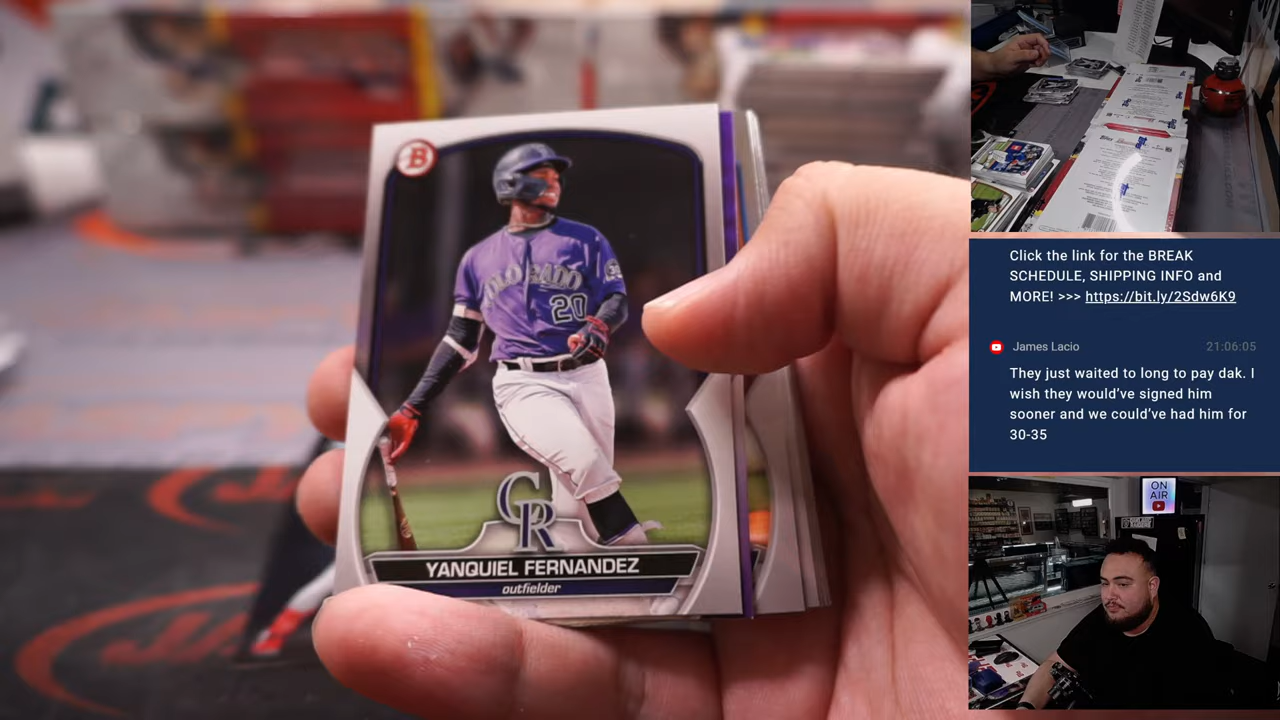 B
COLORADO
20
CR
YANQUIEL FERNANDEZ
outfielder
Click the link for the BREAK
SCHEDULE, SHIPPING INFO and
MORE! >>> https://bit.ly/2Sdw6K9
James Lacio 21:06:05
They just waited to long to pay dak. I
wish they would've signed him
sooner and we could've had him for
30-35
ON
AIR